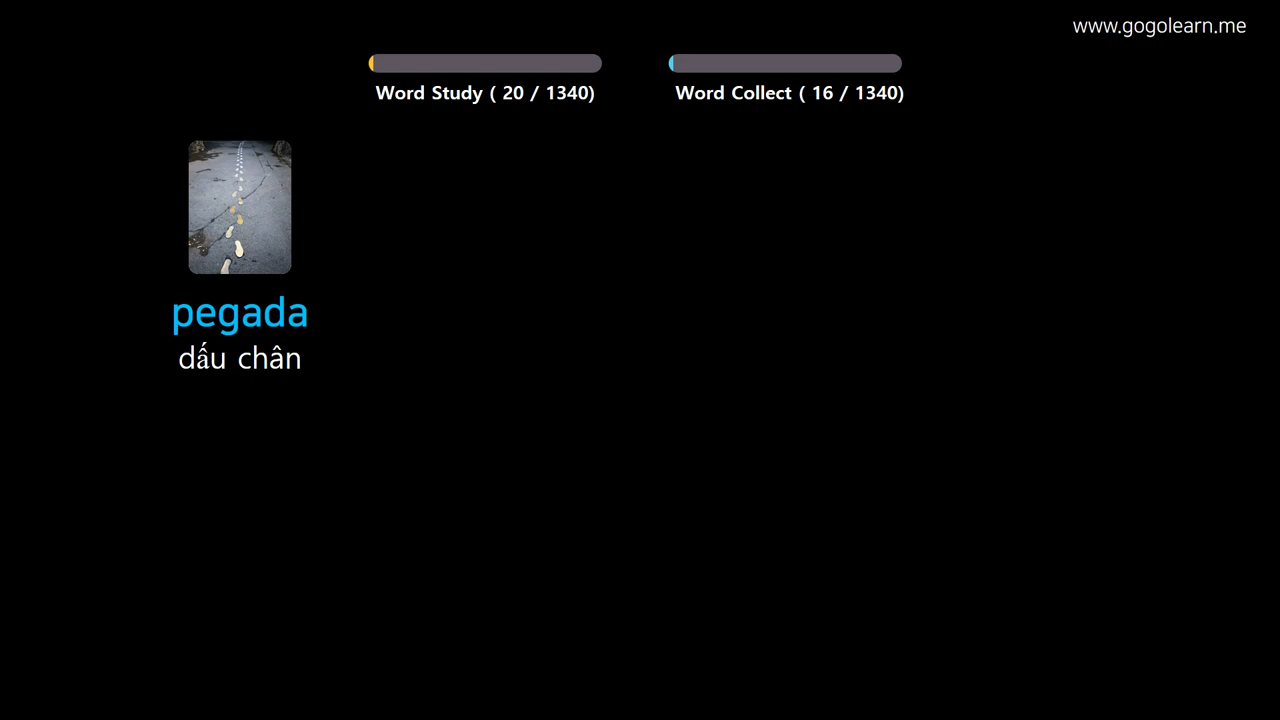 www.gogolearn.me
Word Study ( 20 / 1340)
Word Collect ( 16 / 1340)
pegada
dấu chân